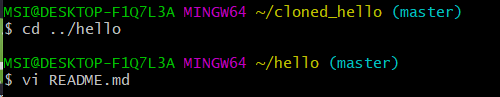 MSI@DESKTOP-F1Q7L3A MINGW64 ~/cloned_hello (master)
$ cd ../hello
MSI@DESKTOP-F1Q7L3A MINGW64 ~/hello (master)
$ vi README.md